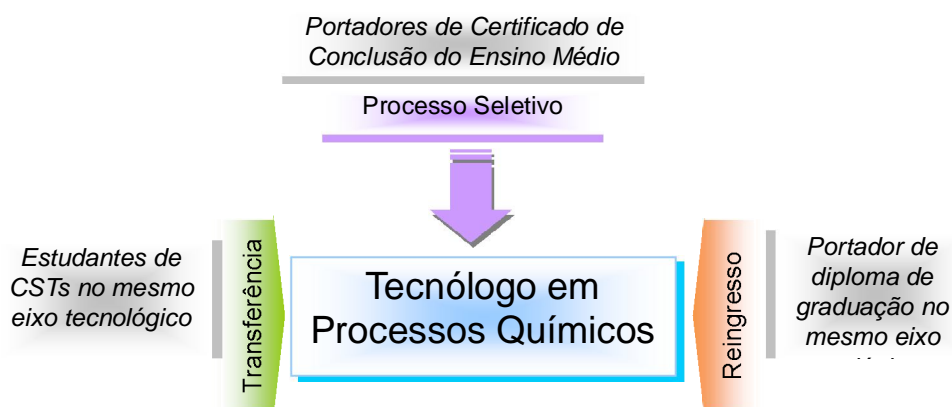 Portadores de Certificado de
Conclusão do Ensino Médio
Processo Seletivo
Estudantes de
CSTs no mesmo
eixo tecnológico
Transferência
Tecnólogo em
Processos Químicos
Reingresso
Portador de
diploma de
graduação no
mesmo eixo